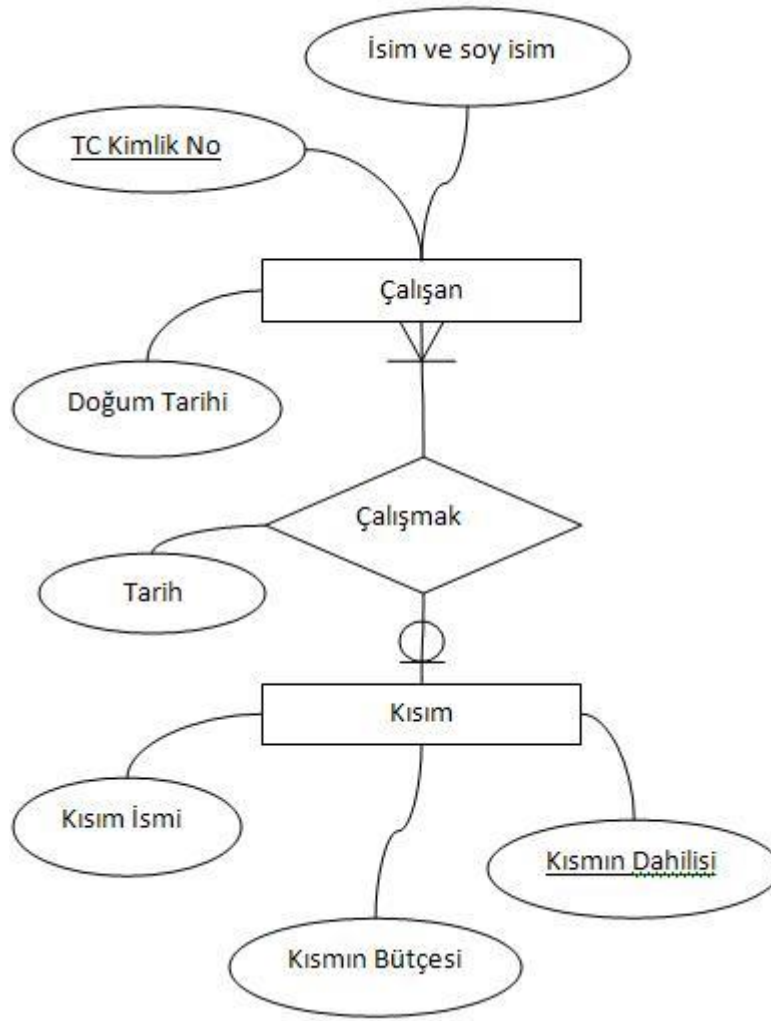 İsim ve soy isim
TC Kimlik No
Çalışan
Doğum Tarihi
Çalışmak
Tarih
Kısım
Kısım İsmi
Kısmın Dahilisi
Kısmın Bütçesi